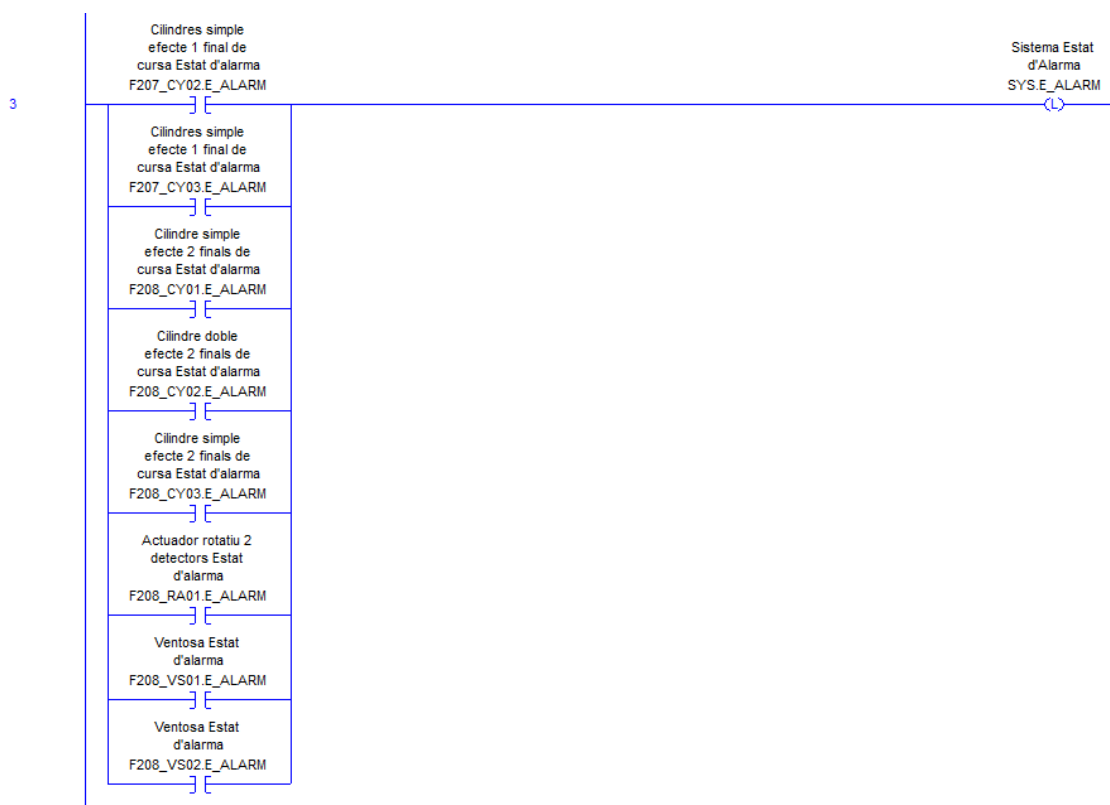 Cilindres simple
efecte 1 final de
cursa Estat d'alarma
F207_CY02.E_ALARM
Sistema Estat
d'Alarma
SYS.E_ALARM
3
L
Cilindres simple
efecte 1 final de
cursa Estat d'alarma
F207_CY03.E_ALARM
Cilindre simple
efecte 2 finals de
cursa Estat d'alarma
F208_CY01.E_ALARM
Cilindre doble
efecte 2 finals de
cursa Estat d'alarma
F208_CY02.E_ALARM
Cilindre simple
efecte 2 finals de
cursa Estat d'alarma
F208_CY03.E_ALARM
Actuador rotatiu 2
detectors Estat
d'alarma
F208_RA01.E_ALARM
Ventosa Estat
d'alarma
F208_VS01.E_ALARM
Ventosa Estat
d'alarma
F208_VS02.E_ALARM